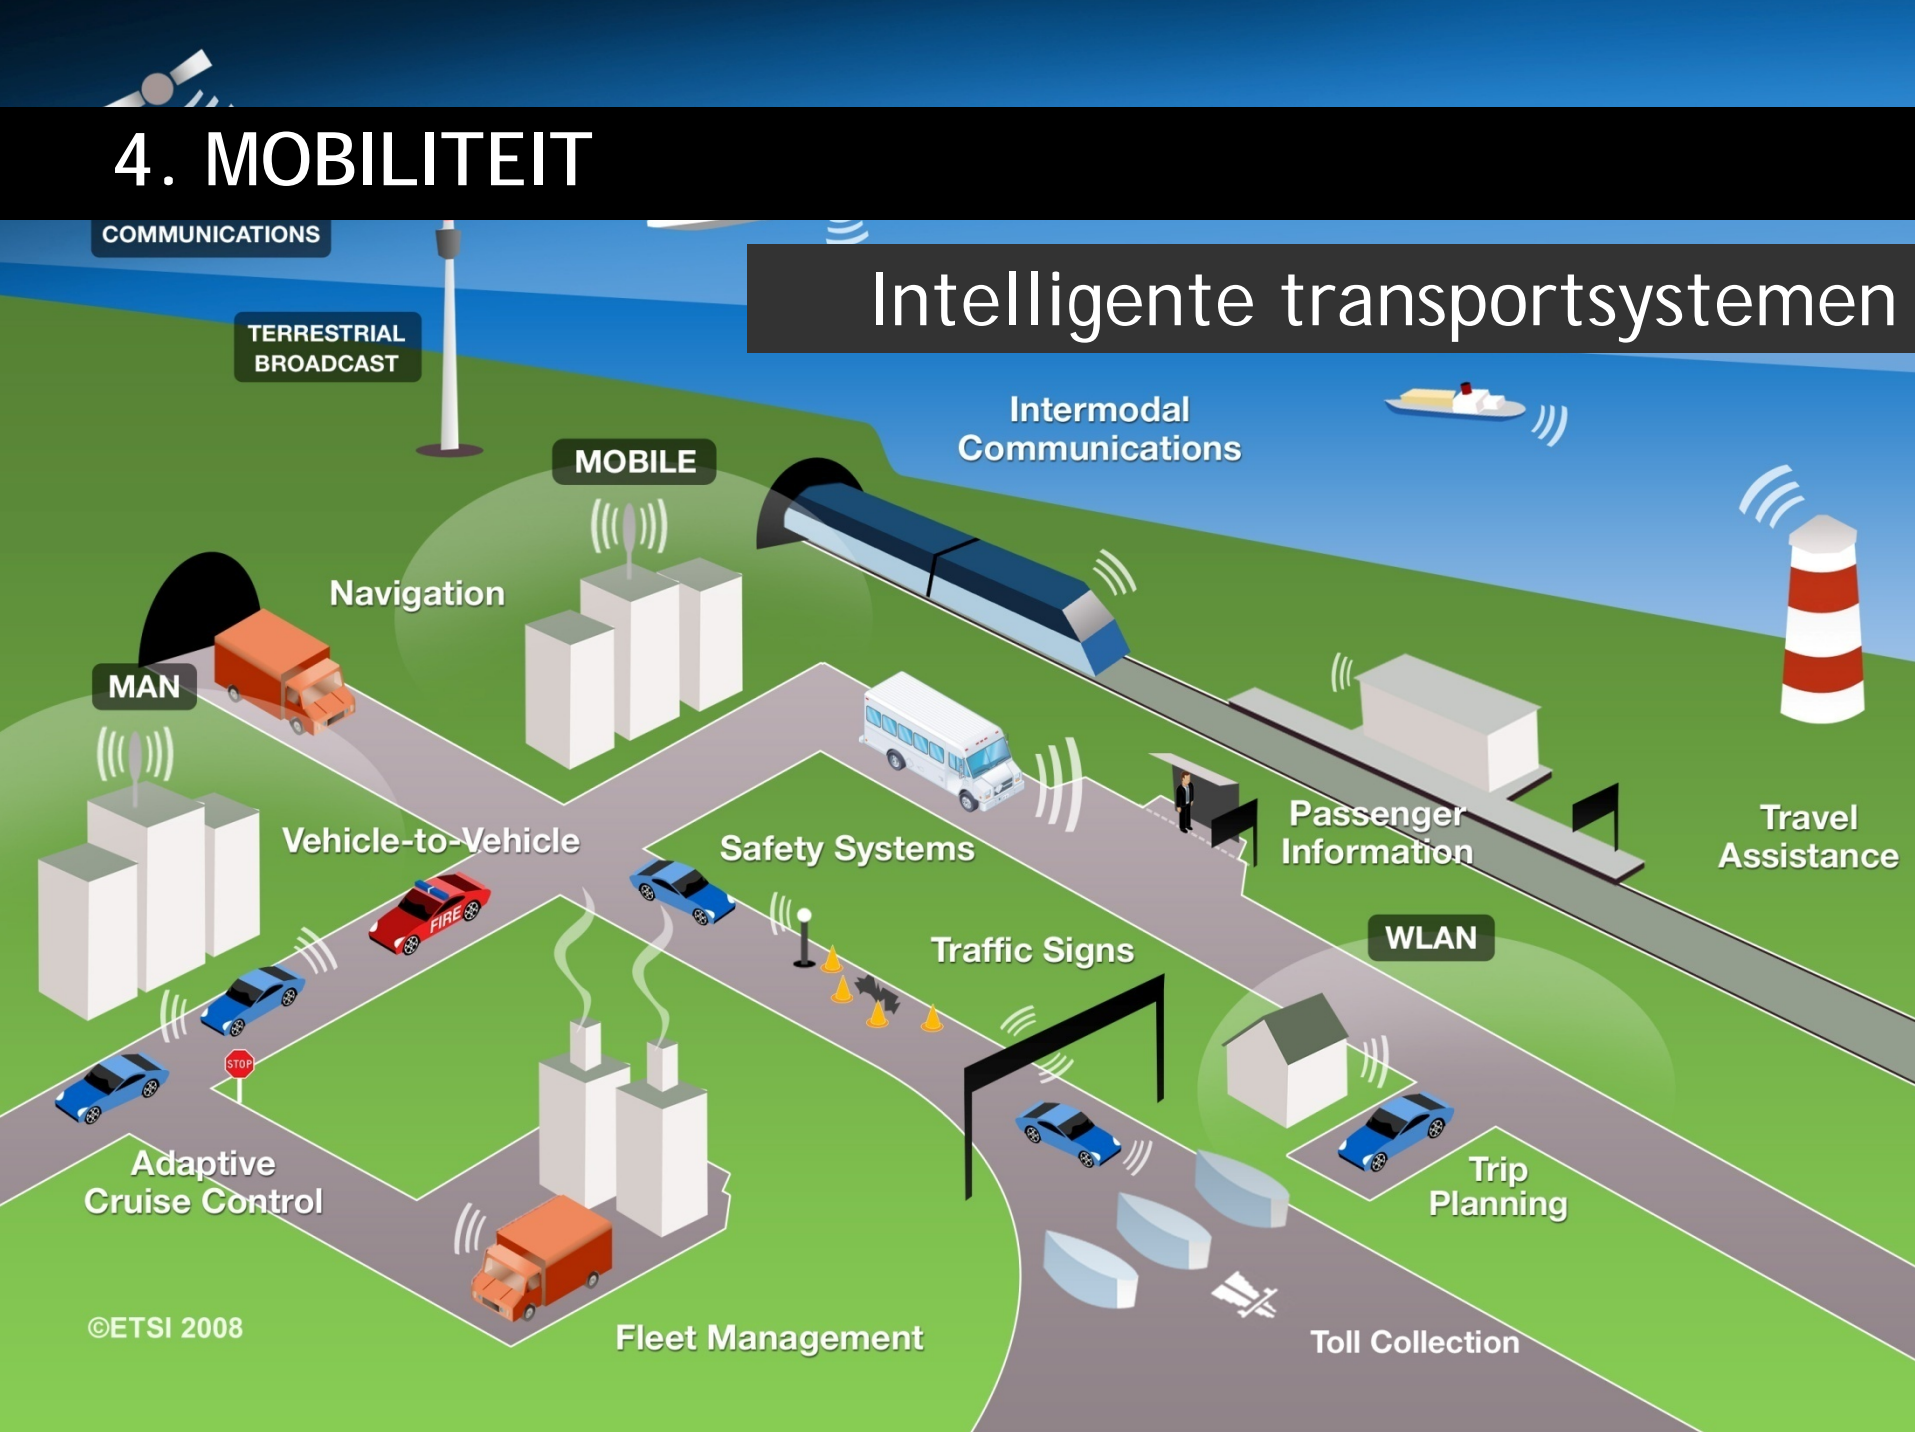 4. MOBILITEIT
COMMUNICATIONS
Intelligente transportsystemen
TERRESTRIAL
BROADCAST
Intermodal
Communications
MOBILE
Navigation
MAN
Vehicle-to-Vehicle
Safety Systems
Passenger
Information
Travel
Assistance
FIRE
Traffic Signs
WLAN
STOP
Adaptive
Cruise Control
Trip
Planning
©ETSI 2008
Fleet Management
Toll Collection